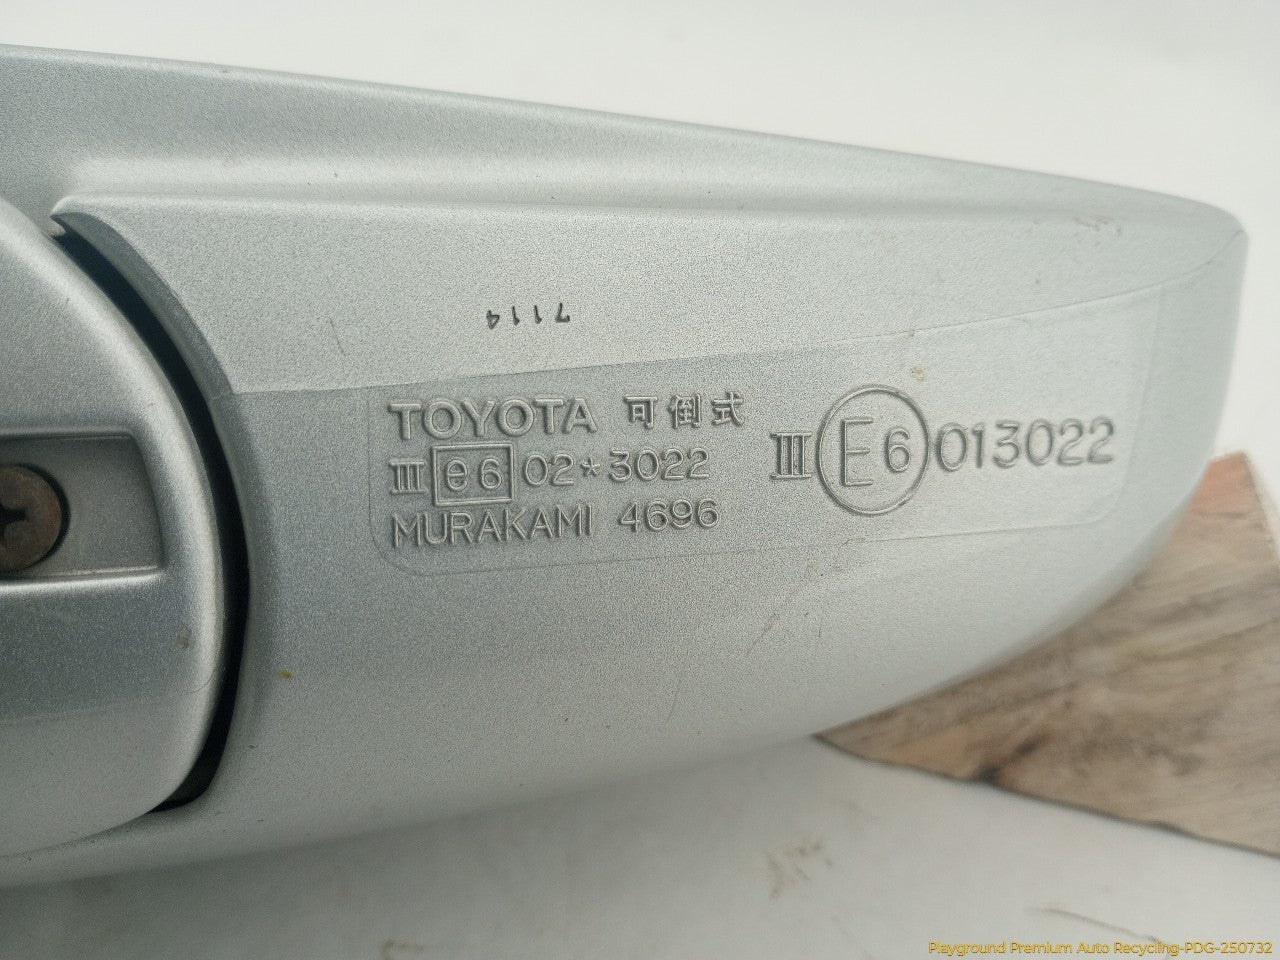 7114
TOYOTA 可倒式
III e6 02*3022
MURAKAMI 4696
III E6 013022
Playground Premium Auto Recycling-PDG-250732